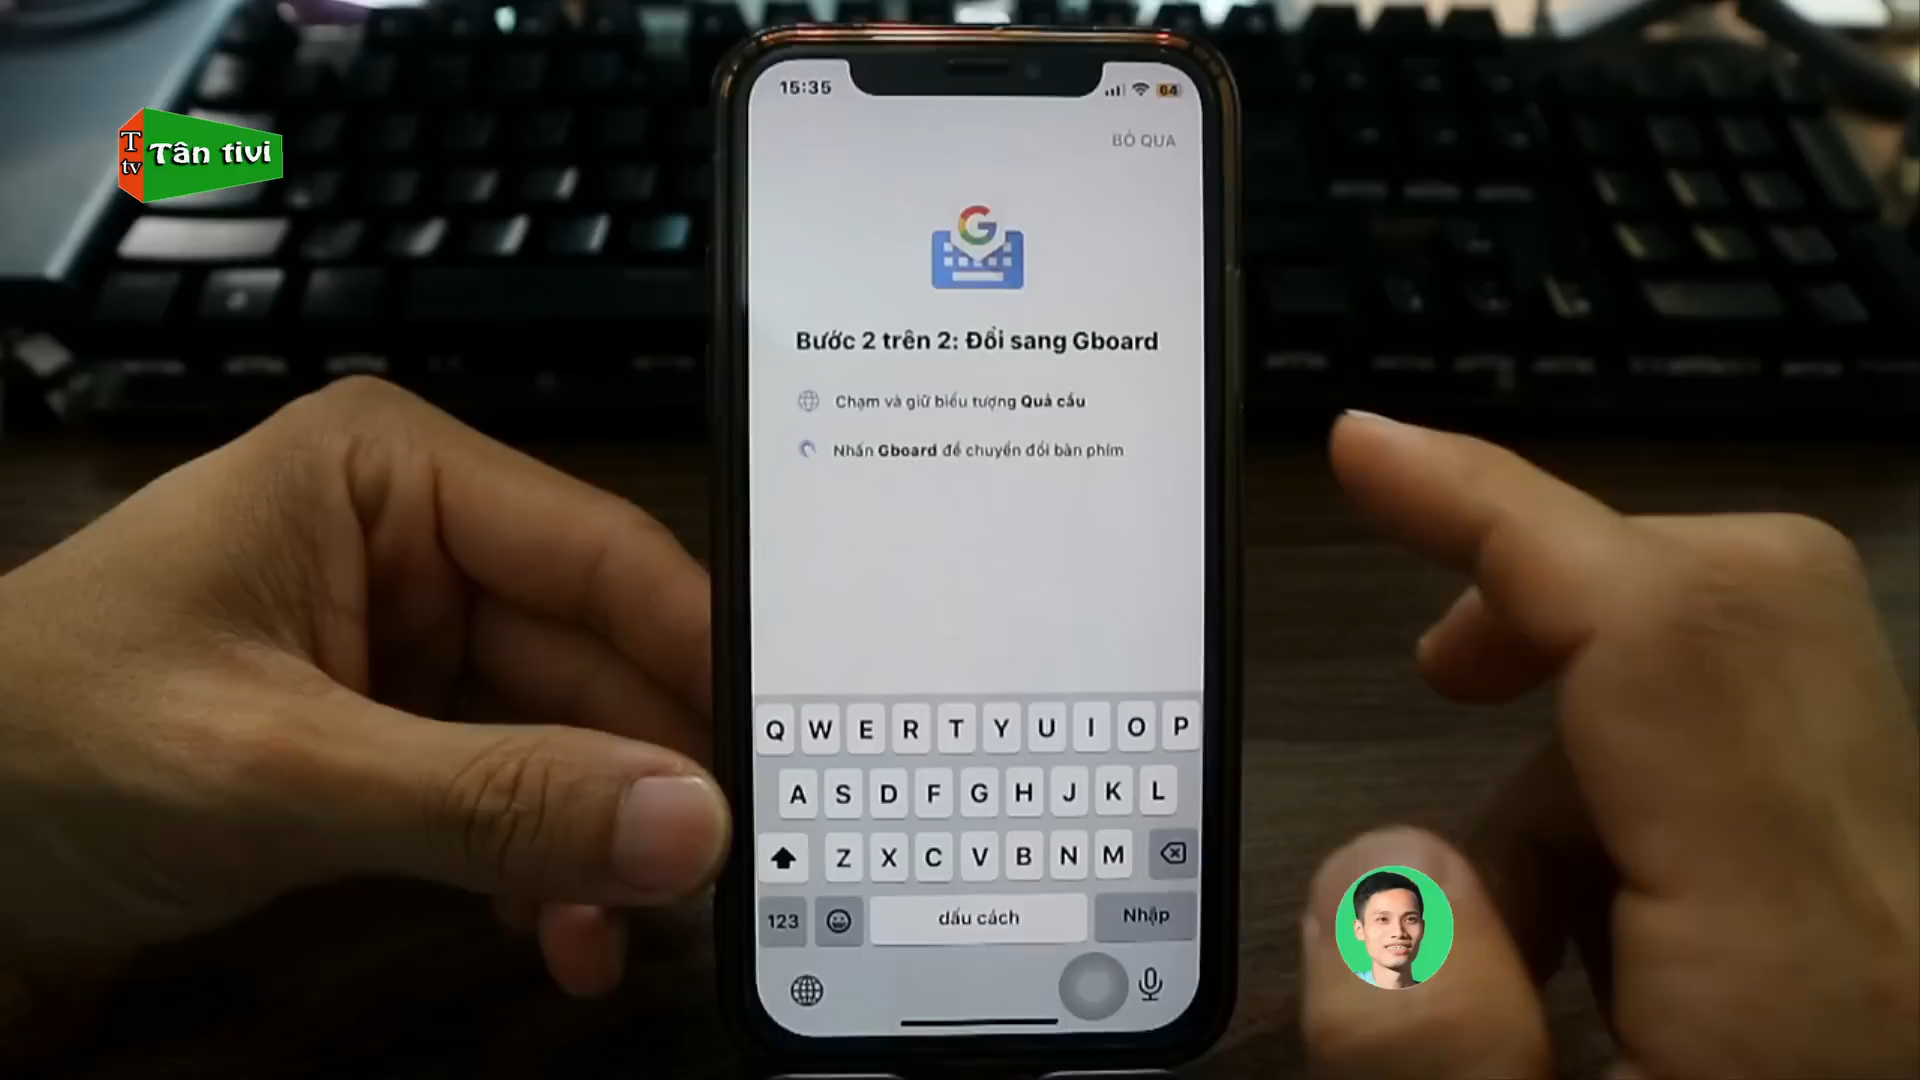 T
tv
Tân tivi
15:35
64
BỎ QUA
G
Bước 2 trên 2: Đổi sang Gboard
Chạm và giữ biểu tượng Quả cầu
Nhấn Gboard để chuyển đổi bàn phím
Q W E R T Y U I O P
A S D F G H J K L
Z X C V B N M
123 dấu cách Nhập